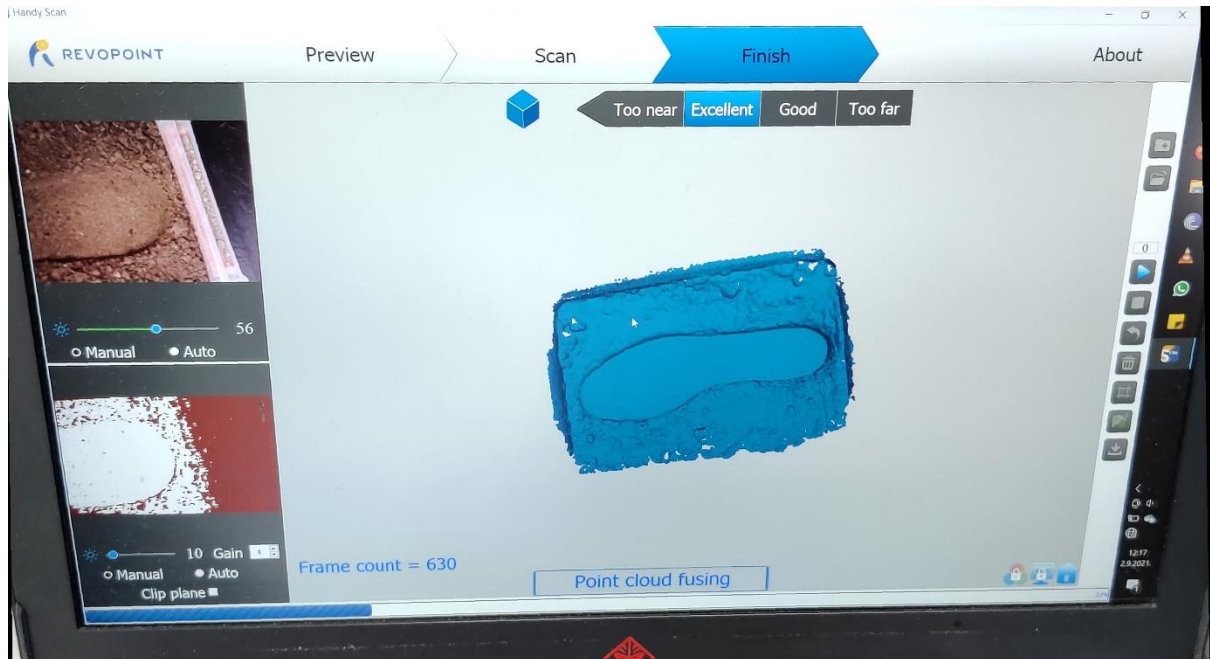 Handy Scan
REVOPOINT
Preview
Scan
Finish
About
Too near
Excellent
Good
Too far
56
Manual
Auto
0
10
Gain
Manual
Auto
Clip plane
Frame count = 630
Point cloud fusing
12:17
2.9.2021.